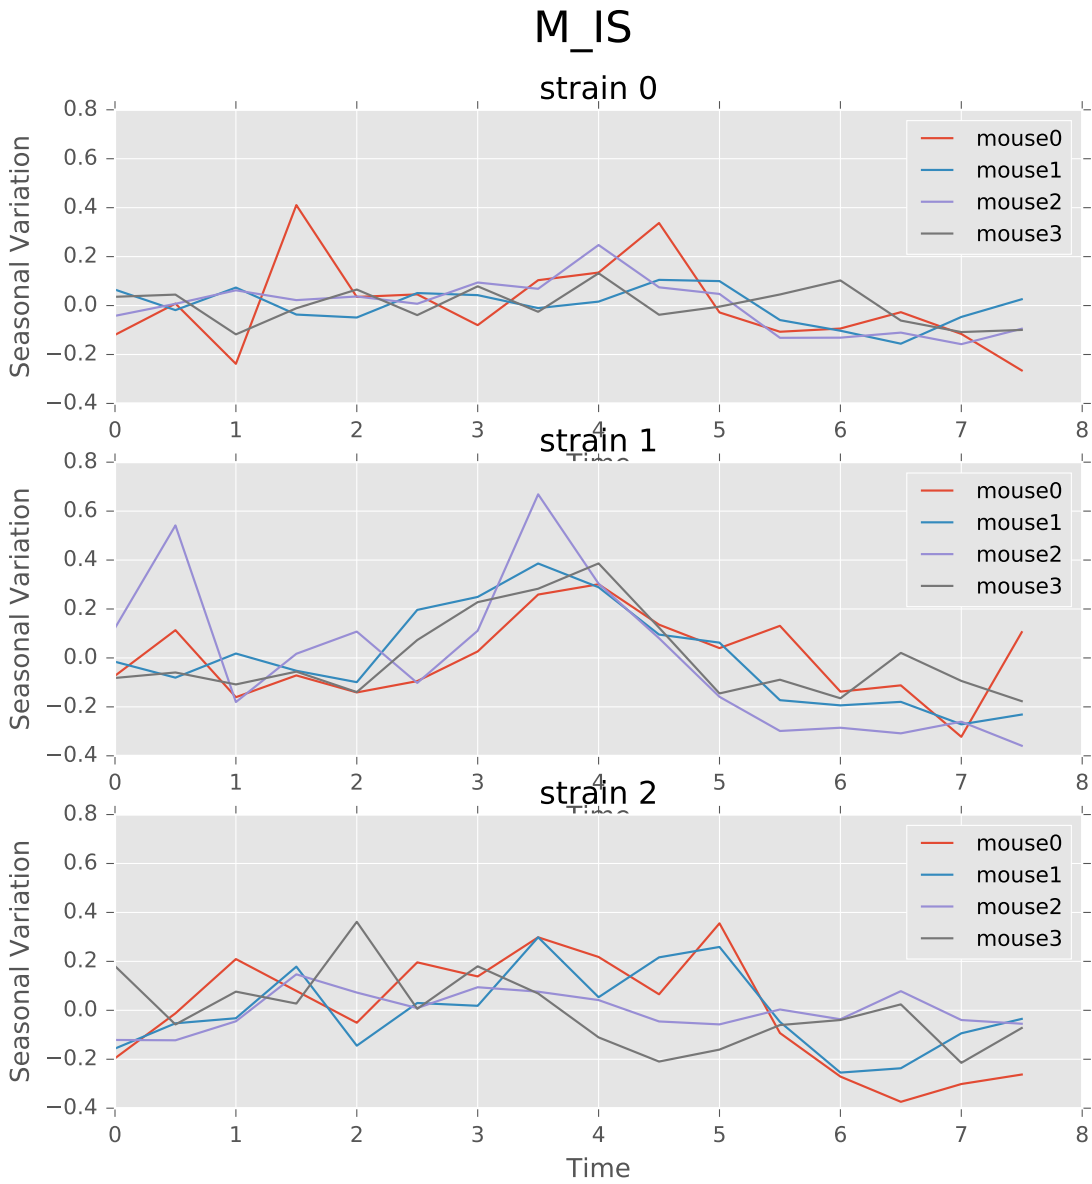 M_IS
strain 0
0.8
0.6
0.4
0.2
0.0
−0.2
−0.4
Seasonal Variation
mouse0
mouse1
mouse2
mouse3
0 1 2 3 4 5 6 7 8
Time
strain 1
0.8
0.6
0.4
0.2
0.0
−0.2
−0.4
Seasonal Variation
mouse0
mouse1
mouse2
mouse3
0 1 2 3 4 5 6 7 8
Time
strain 2
0.8
0.6
0.4
0.2
0.0
−0.2
−0.4
Seasonal Variation
mouse0
mouse1
mouse2
mouse3
0 1 2 3 4 5 6 7 8
Time